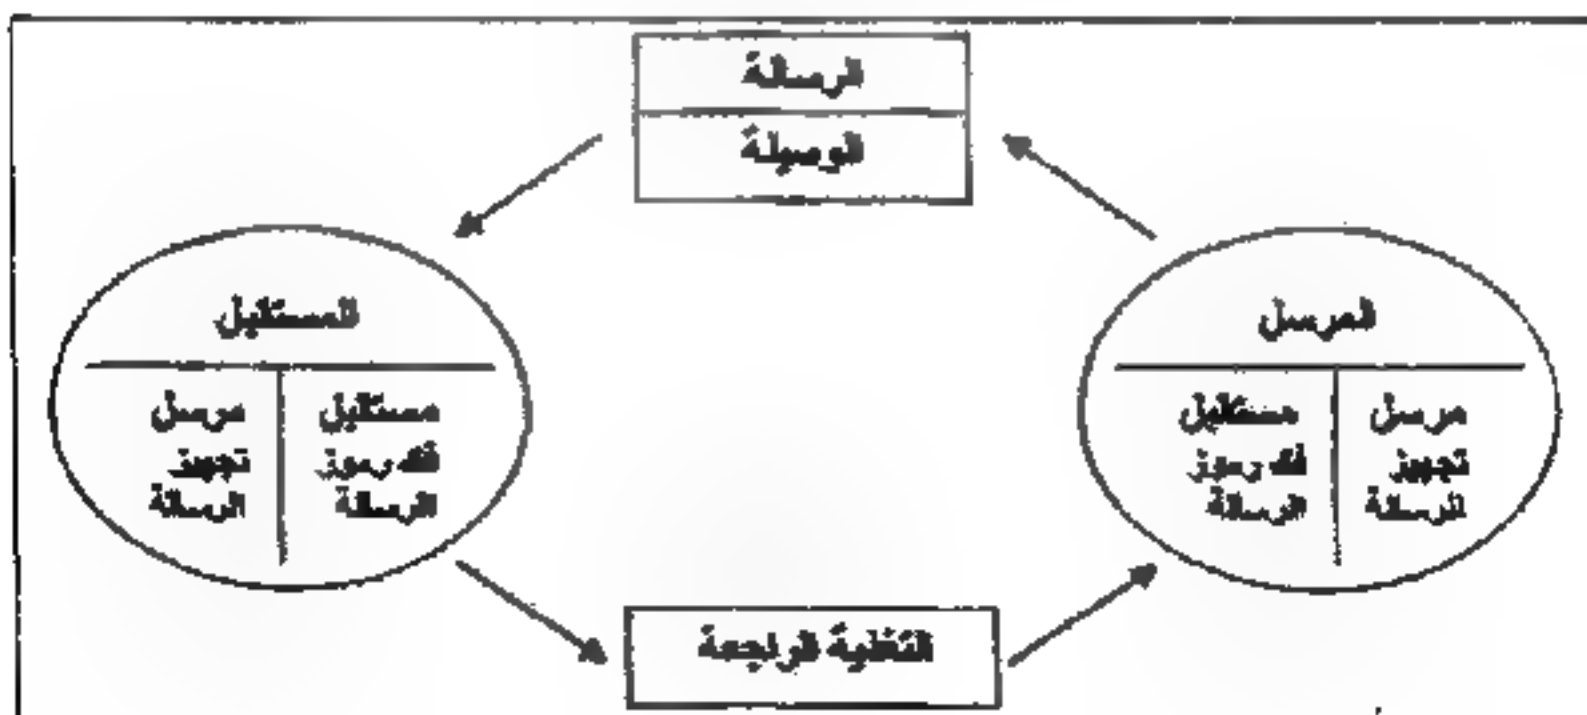 الرسالة
الوسيلة
المرسل
مرسل
تجهيز
الرسالة
مستقبل
فك رموز
الرسالة
المستقبل
مستقبل
فك رموز
الرسالة
مرسل
تجهيز
الرسالة
التغذية الراجعة